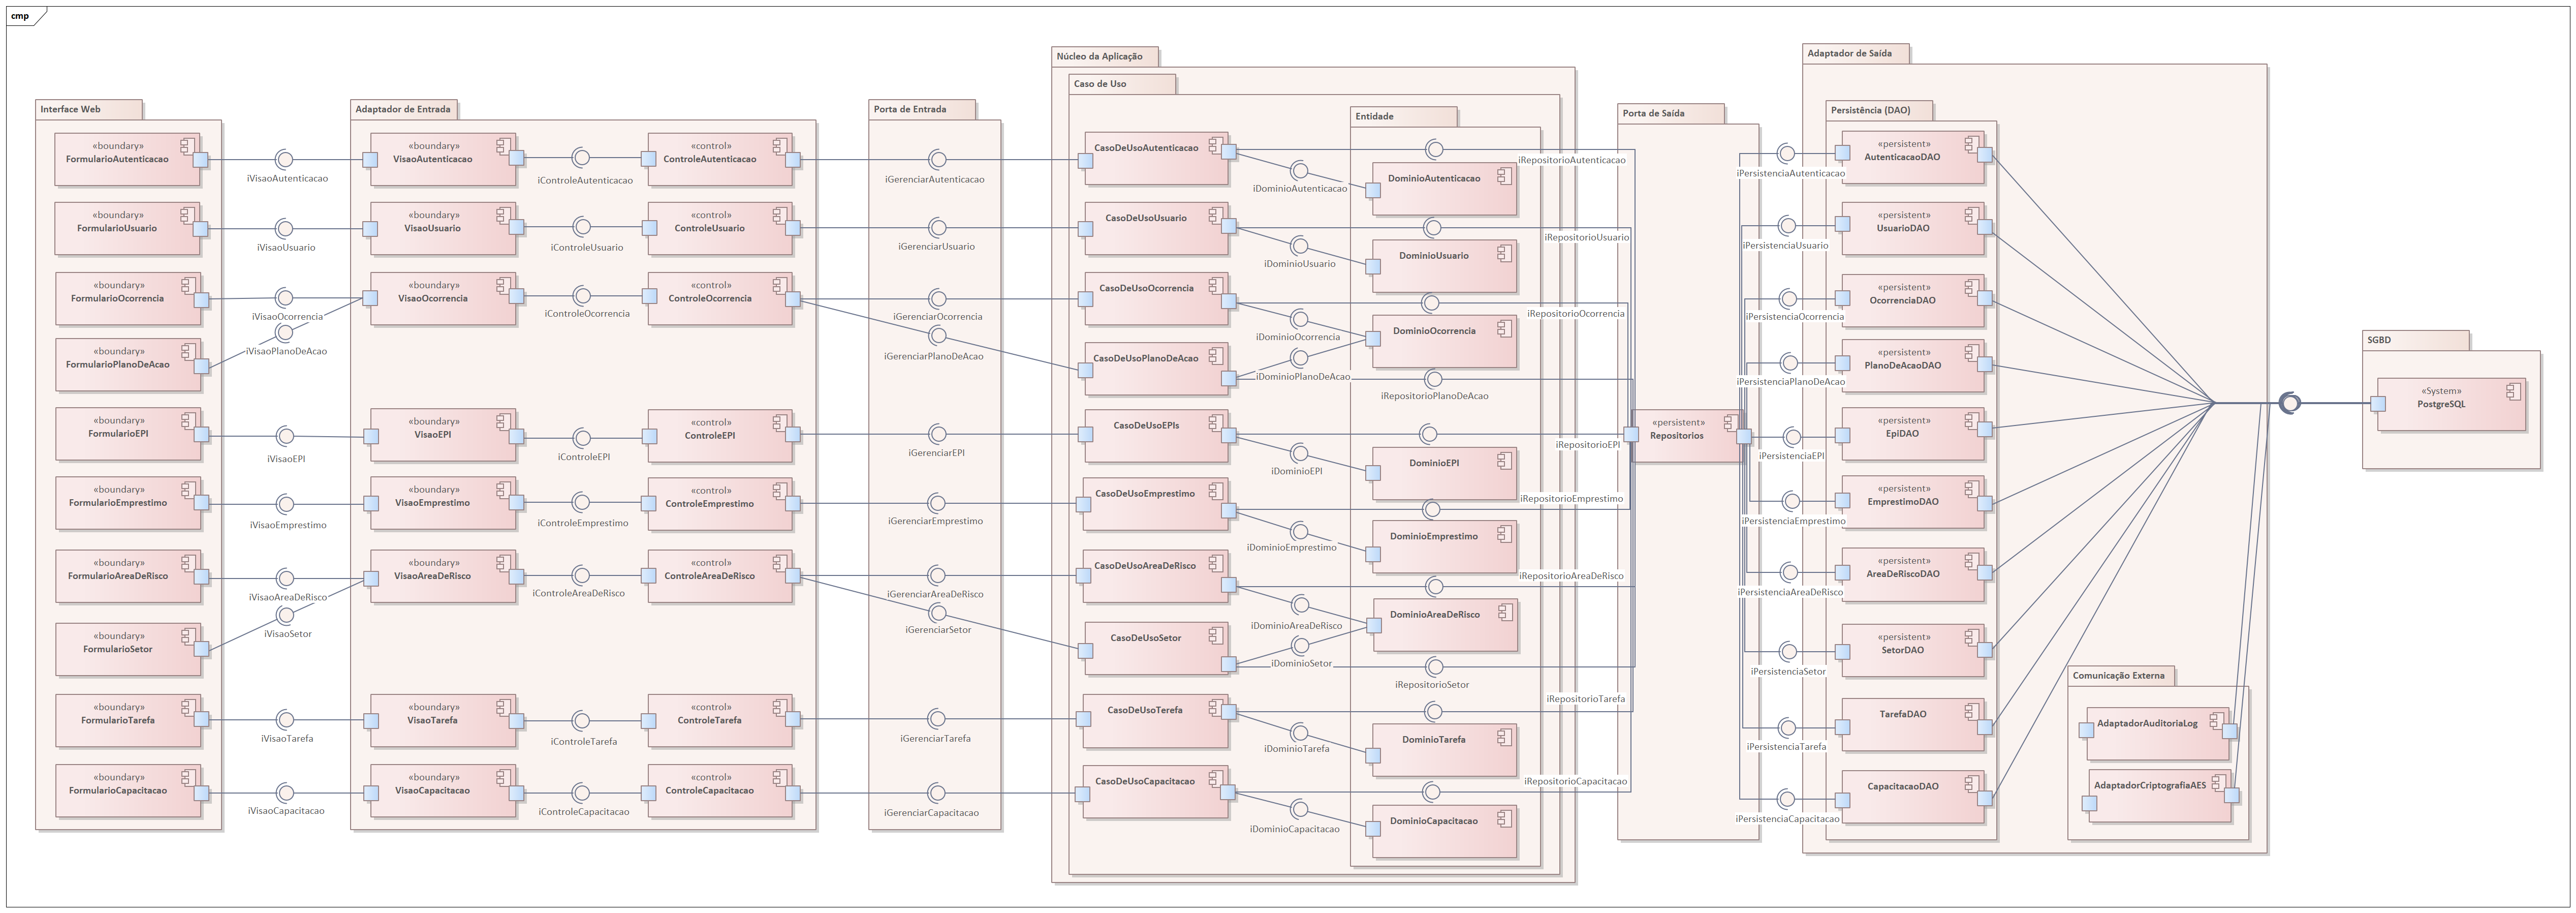 cmp
Interface Web
«boundary»
FormularioAutenticacao
«boundary»
FormularioUsuario
«boundary»
FormularioOcorrencia
«boundary»
FormularioPlanoDeAcao
«boundary»
FormularioEPI
«boundary»
FormularioEmprestimo
«boundary»
FormularioAreaDeRisco
«boundary»
FormularioSetor
«boundary»
FormularioTarefa
«boundary»
FormularioCapacitacao
iVisaoAutenticacao
iVisaoUsuario
iVisaoOcorrencia
iVisaoPlanoDeAcao
iVisaoEPI
iVisaoEmprestimo
iVisaoAreaDeRisco
iVisaoSetor
iVisaoTarefa
iVisaoCapacitacao
Adaptador de Entrada
«boundary»
VisaoAutenticacao
«boundary»
VisaoUsuario
«boundary»
VisaoOcorrencia
«boundary»
VisaoEPI
«boundary»
VisaoEmprestimo
«boundary»
VisaoAreaDeRisco
«boundary»
VisaoTarefa
«boundary»
VisaoCapacitacao
iControleAutenticacao
iControleUsuario
iControleOcorrencia
iControleEPI
iControleEmprestimo
iControleAreaDeRisco
iControleTarefa
iControleCapacitacao
«control»
ControleAutenticacao
«control»
ControleUsuario
«control»
ControleOcorrencia
«control»
ControleEPI
«control»
ControleEmprestimo
«control»
ControleAreaDeRisco
«control»
ControleTarefa
«control»
ControleCapacitacao
Porta de Entrada
iGerenciarAutenticacao
iGerenciarUsuario
iGerenciarOcorrencia
iGerenciarPlanoDeAcao
iGerenciarEPI
iGerenciarEmprestimo
iGerenciarAreaDeRisco
iGerenciarSetor
iGerenciarTarefa
iGerenciarCapacitacao
Núcleo da Aplicação
Caso de Uso
CasoDeUsoAutenticacao
CasoDeUsoUsuario
CasoDeUsoOcorrencia
CasoDeUsoPlanoDeAcao
CasoDeUsoEPIs
CasoDeUsoEmprestimo
CasoDeUsoAreaDeRisco
CasoDeUsoSetor
CasoDeUsoTerefa
CasoDeUsoCapacitacao
iDominioAutenticacao
iDominioUsuario
iDominioOcorrencia
iDominioPlanoDeAcao
iDominioEPI
iDominioEmprestimo
iDominioAreaDeRisco
iDominioSetor
iDominioTarefa
iDominioCapacitacao
Entidade
DominioAutenticacao
DominioUsuario
DominioOcorrencia
DominioEPI
DominioEmprestimo
DominioAreaDeRisco
DominioTarefa
DominioCapacitacao
iRepositorioAutenticacao
iRepositorioUsuario
iRepositorioOcorrencia
iRepositorioPlanoDeAcao
iRepositorioEPI
iRepositorioEmprestimo
iRepositorioAreaDeRisco
iRepositorioSetor
iRepositorioTarefa
iRepositorioCapacitacao
Porta de Saída
«persistent»
Repositorios
iPersistenciaAutenticacao
iPersistenciaUsuario
iPersistenciaOcorrencia
iPersistenciaPlanoDeAcao
iPersistenciaEPI
iPersistenciaEmprestimo
iPersistenciaAreaDeRisco
iPersistenciaSetor
iPersistenciaTarefa
iPersistenciaCapacitacao
Adaptador de Saída
Persistência (DAO)
«persistent»
AutenticacaoDAO
«persistent»
UsuarioDAO
«persistent»
OcorrenciaDAO
«persistent»
PlanoDeAcaoDAO
«persistent»
EpiDAO
«persistent»
EmprestimoDAO
«persistent»
AreaDeRiscoDAO
«persistent»
SetorDAO
TarefaDAO
CapacitacaoDAO
Comunicação Externa
AdaptadorAuditoriaLog
AdaptadorCriptografiaAES
SGBD
«System»
PostgreSQL